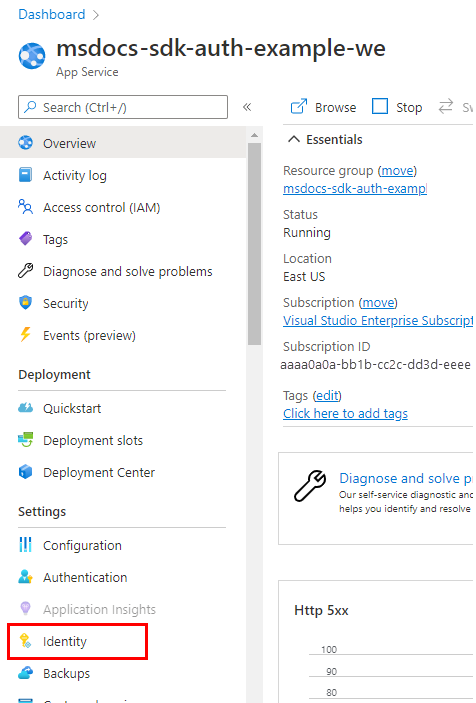 Dashboard
msdocs-sdk-auth-example-we
App Service
Search (Ctrl+/)
Overview
Activity log
Access control (IAM)
Tags
Diagnose and solve problems
Security
Events (preview)
Deployment
Quickstart
Deployment slots
Deployment Center
Settings
Configuration
Authentication
Application Insights
Identity
Backups
Browse
Stop
Essentials
Resource group (move)
msdocs-sdk-auth-exampl
Status
Running
Location
East US
Subscription (move)
Visual Studio Enterprise Subscript
Subscription ID
aaaa0a0a-bb1b-cc2c-dd3d-eeee
Tags (edit)
Click here to add tags
Diagnose and solve p
Our self-service diagnostic and
helps you identify and resolve
Http 5xx
100
90
80